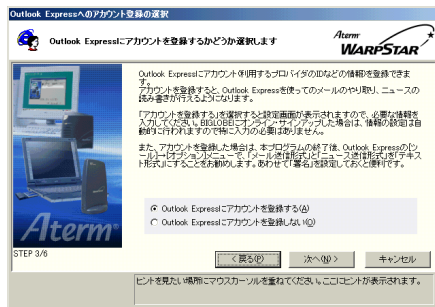 Outlook Expressへのアカウント登録の選択
Outlook Expressにアカウントを登録するかどうか選択します
Aterm
WARPSTAR
Outlook Expressにアカウント(利用するプロバイダのIDなどの情報)を登録できま
す。
アカウントを登録すると、Outlook Expressを使ってのメールのやり取り、ニュースの
読み書きが行えるようになります。
「アカウントを登録する」を選択すると設定画面が表示されますので、必要な情報を
入力してください。BIGLOBEにオンライン・サインアップした場合は、情報の設定は自
動的に行われますので特に入力の必要はありません。
また、アカウントを登録した場合は、本プログラムの終了後、Outlook Expressの[ツ
ール]→[オプション]メニューで、「メール送信形式」と「ニュース送信形式」を「テキス
ト形式」にすることをお勧めします。あわせて「署名」を設定しておくと便利です。
Outlook Expressにアカウントを登録する(A)
Outlook Expressにアカウントを登録しない(O)
Aterm
STEP 3/6
< 戻る(P)
次へ(N) >
キャンセル
ヒントを見たい場所にマウスカーソルを重ねてください。ここにヒントが表示されます。